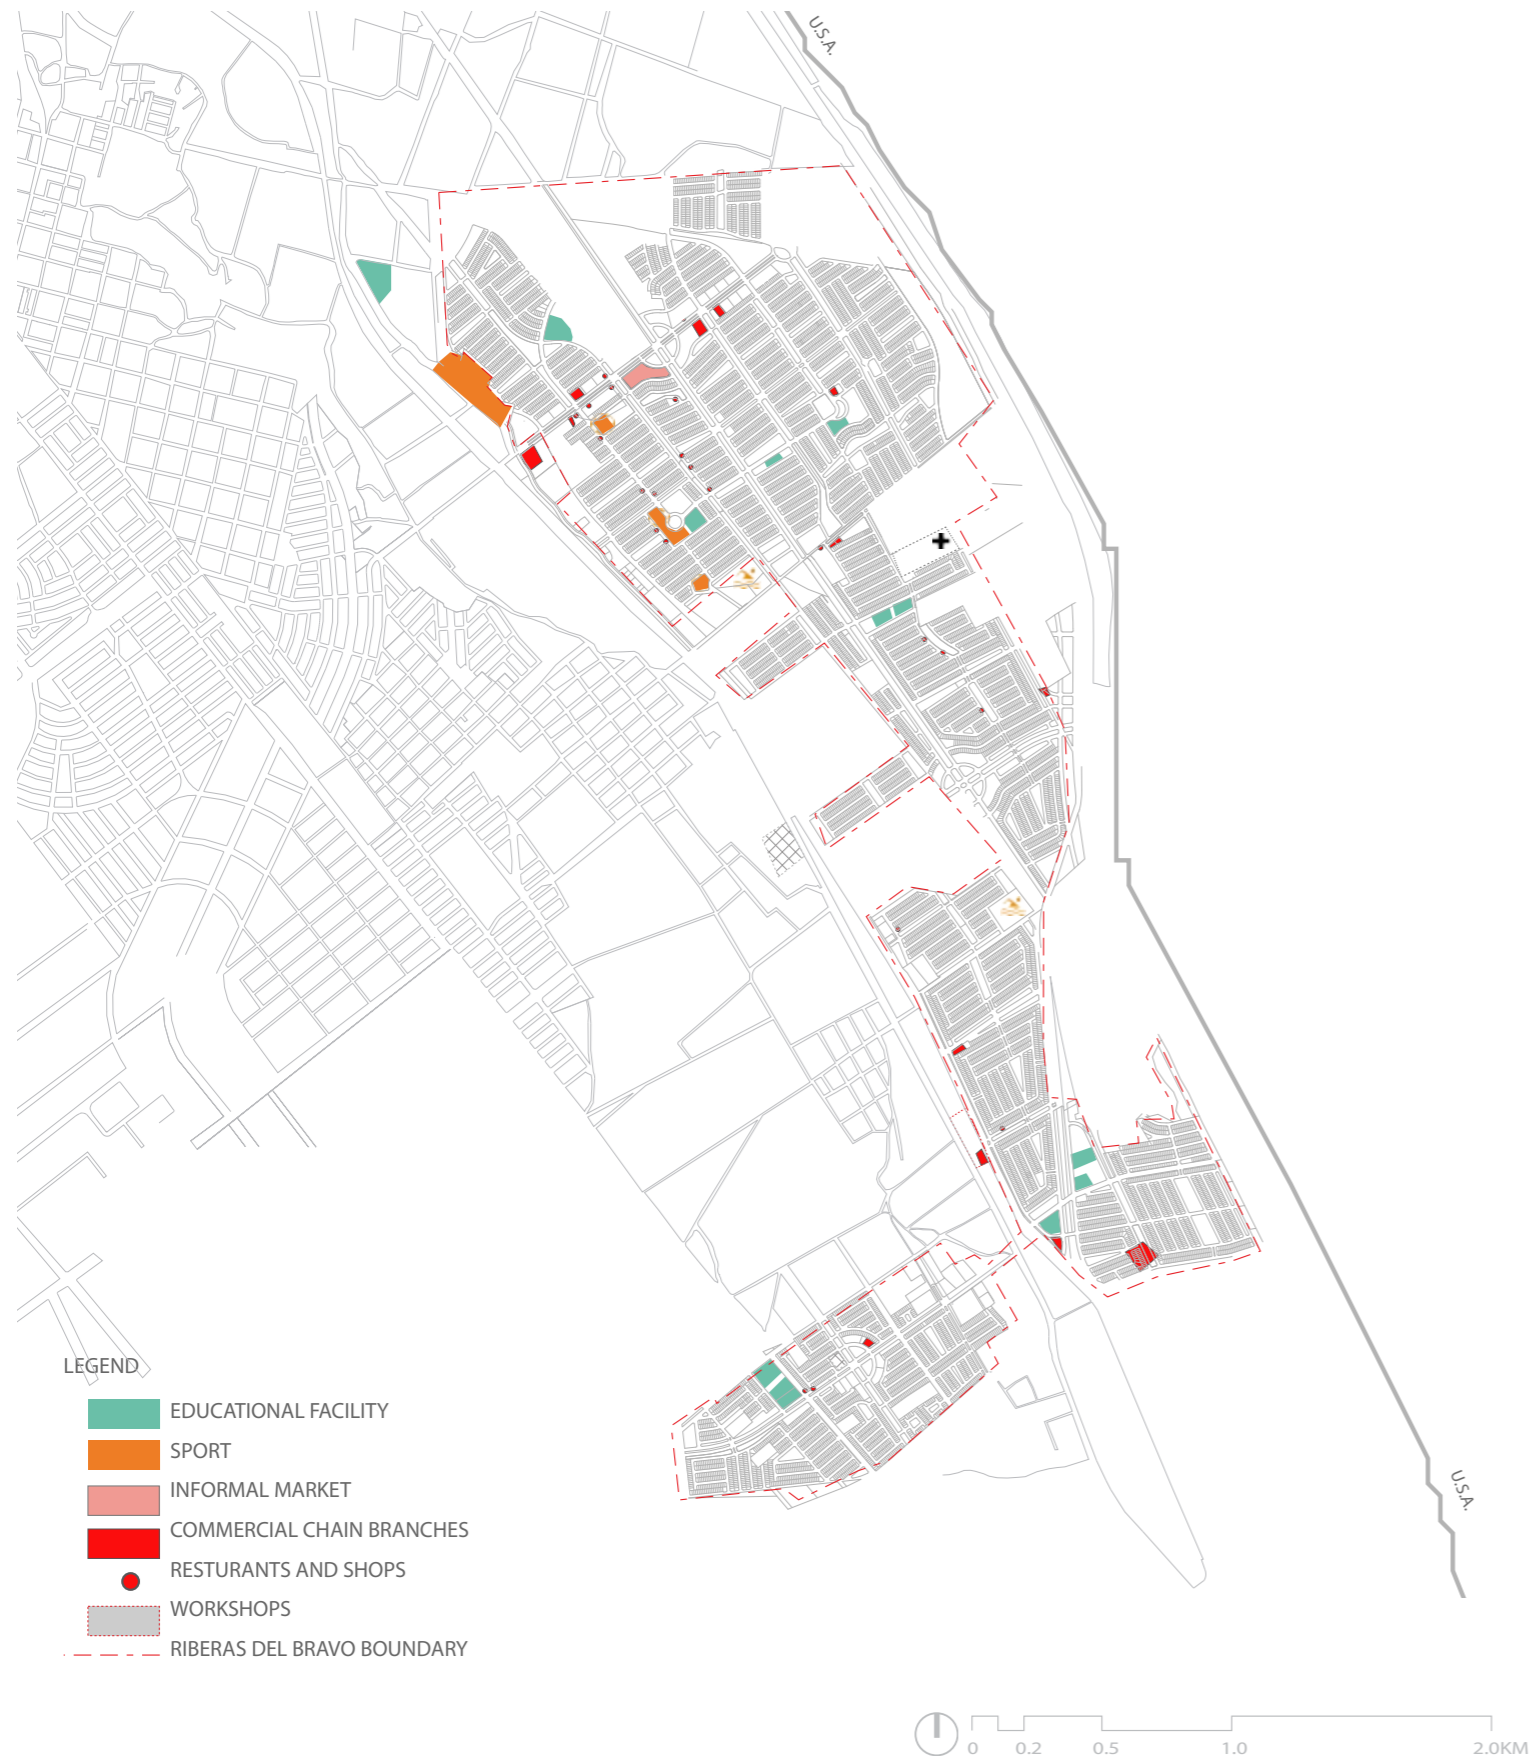 U.S.A.
U.S.A.
LEGEND
EDUCATIONAL FACILITY
SPORT
INFORMAL MARKET
COMMERCIAL CHAIN BRANCHES
RESTURANTS AND SHOPS
WORKSHOPS
RIBERAS DEL BRAVO BOUNDARY
0 0.2 0.5 1.0 2.0KM